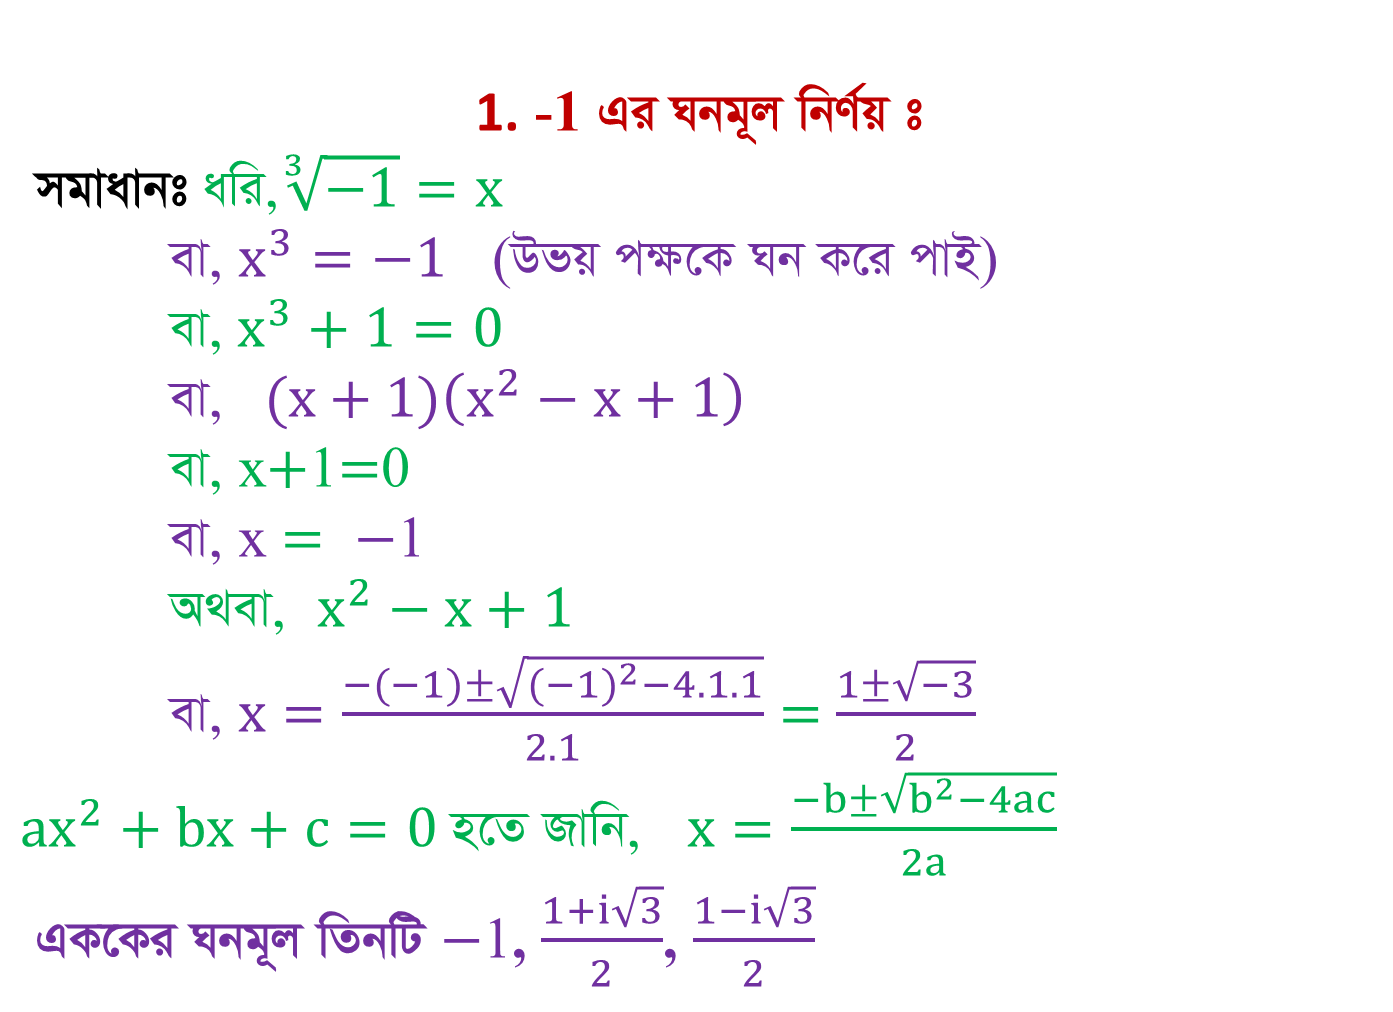 1. -1 এর ঘনমূল নির্ণয় ঃ
সমাধানঃ ধরি, ∛−1 = x
বা, x³ = −1 (উভয় পক্ষকে ঘন করে পাই)
বা, x³ + 1 = 0
বা, (x + 1)(x² − x + 1)
বা, x+1=0
বা, x = −1
অথবা, x² − x + 1
বা, x = (−(−1)±√((−1)²−4.1.1))/(2.1) = (1±√(−3))/2
ax² + bx + c = 0 হতে জানি, x = (−b±√(b²−4ac))/(2a)
এককের ঘনমূল তিনটি −1, (1+i√3)/2, (1−i√3)/2